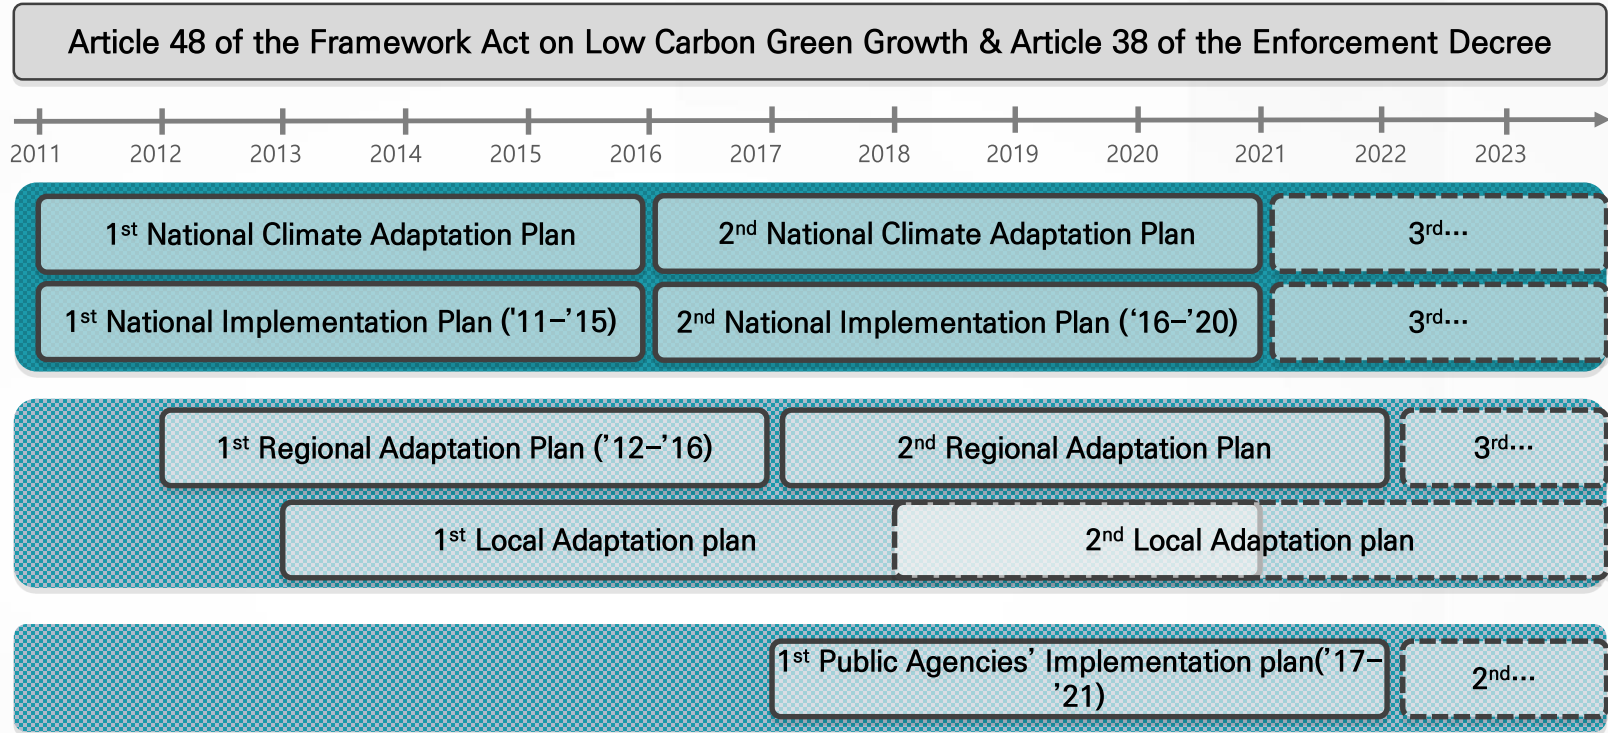 Article 48 of the Framework Act on Low Carbon Green Growth & Article 38 of the Enforcement Decree
2011 2012 2013 2014 2015 2016 2017 2018 2019 2020 2021 2022 2023
1st National Climate Adaptation Plan
2nd National Climate Adaptation Plan
3rd…
1st National Implementation Plan ('11–’15)
2nd National Implementation Plan (‘16–’20)
3rd…
1st Regional Adaptation Plan (’12–’16)
2nd Regional Adaptation Plan
3rd…
1st Local Adaptation plan
2nd Local Adaptation plan
1st Public Agencies’ Implementation plan(’17–
’21)
2nd…